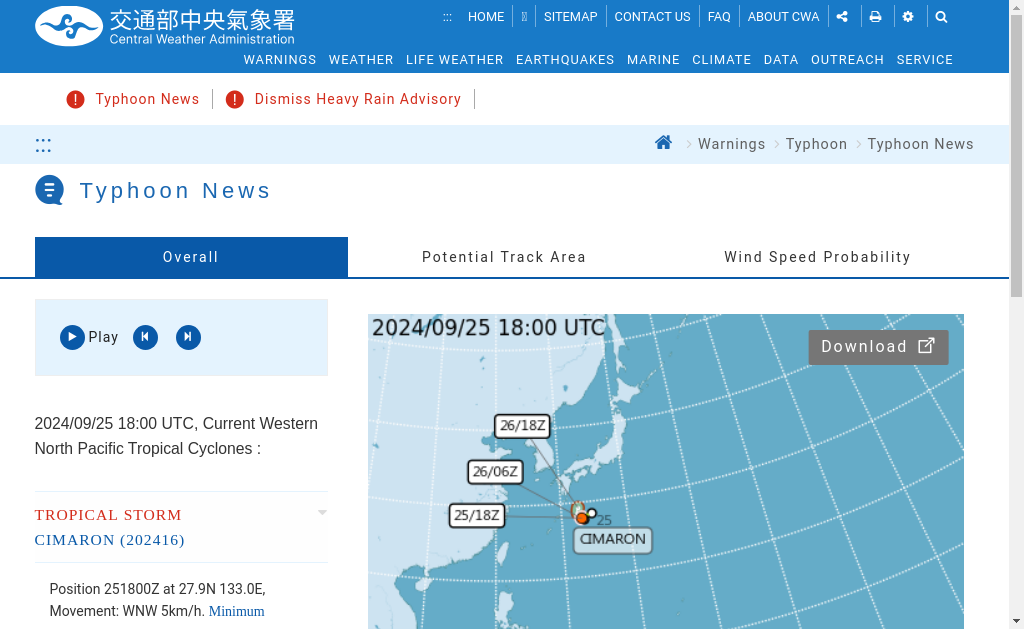 交通部中央氣象署
Central Weather Administration
::: HOME SITEMAP CONTACT US FAQ ABOUT CWA
WARNINGS WEATHER LIFE WEATHER EARTHQUAKES MARINE CLIMATE DATA OUTREACH SERVICE
Typhoon News Dismiss Heavy Rain Advisory
:::
Warnings Typhoon Typhoon News
Typhoon News
Overall Potential Track Area Wind Speed Probability
Play
2024/09/25 18:00 UTC, Current Western
North Pacific Tropical Cyclones :
TROPICAL STORM
CIMARON (202416)
Position 251800Z at 27.9N 133.0E,
Movement: WNW 5km/h. Minimum
2024/09/25 18:00 UTC
Download
26/18Z
26/06Z
25/18Z
25
CIMARON